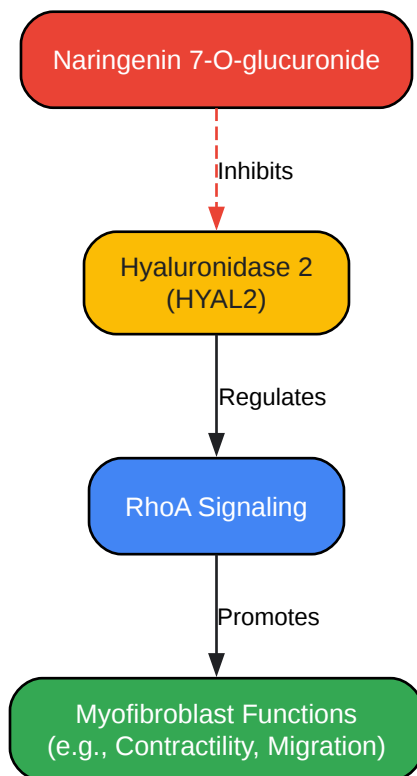 Naringenin 7-O-glucuronide
Inhibits
Hyaluronidase 2
(HYAL2)
Regulates
RhoA Signaling
Promotes
Myofibroblast Functions
(e.g., Contractility, Migration)